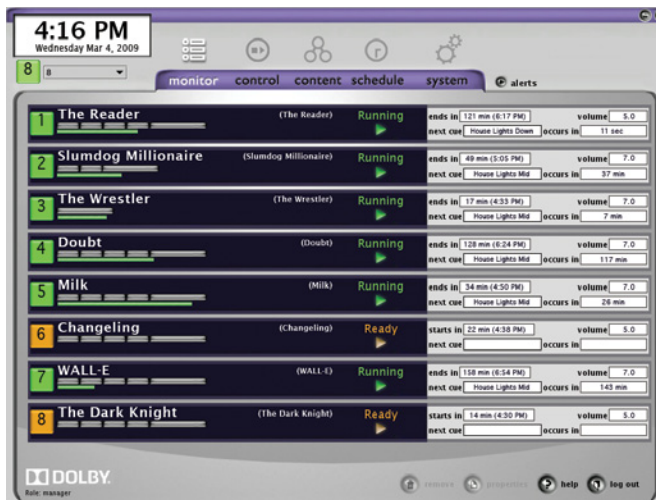 4:16 PM
Wednesday Mar 4, 2009
8 8
monitor control content schedule system alerts
1 The Reader (The Reader) Running ends in 121 min (6:17 PM) volume 5.0
next cue House Lights Down occurs in 11 sec
2 Slumdog Millionaire (Slumdog Millionaire) Running ends in 49 min (5:05 PM) volume 7.0
next cue House Lights Mid occurs in 37 min
3 The Wrestler (The Wrestler) Running ends in 17 min (4:33 PM) volume 7.0
next cue House Lights Mid occurs in 7 min
4 Doubt (Doubt) Running ends in 128 min (6:24 PM) volume 7.0
next cue House Lights Mid occurs in 117 min
5 Milk (Milk) Running ends in 34 min (4:50 PM) volume 7.0
next cue House Lights Mid occurs in 26 min
6 Changeling (Changeling) Ready starts in 22 min (4:38 PM) volume 5.0
next cue occurs in
7 WALL-E (WALL-E) Running ends in 158 min (6:54 PM) volume 7.0
next cue House Lights Mid occurs in 143 min
8 The Dark Knight (The Dark Knight) Ready starts in 14 min (4:30 PM) volume 5.0
next cue occurs in
DOLBY
Role: manager
remove properties help log out